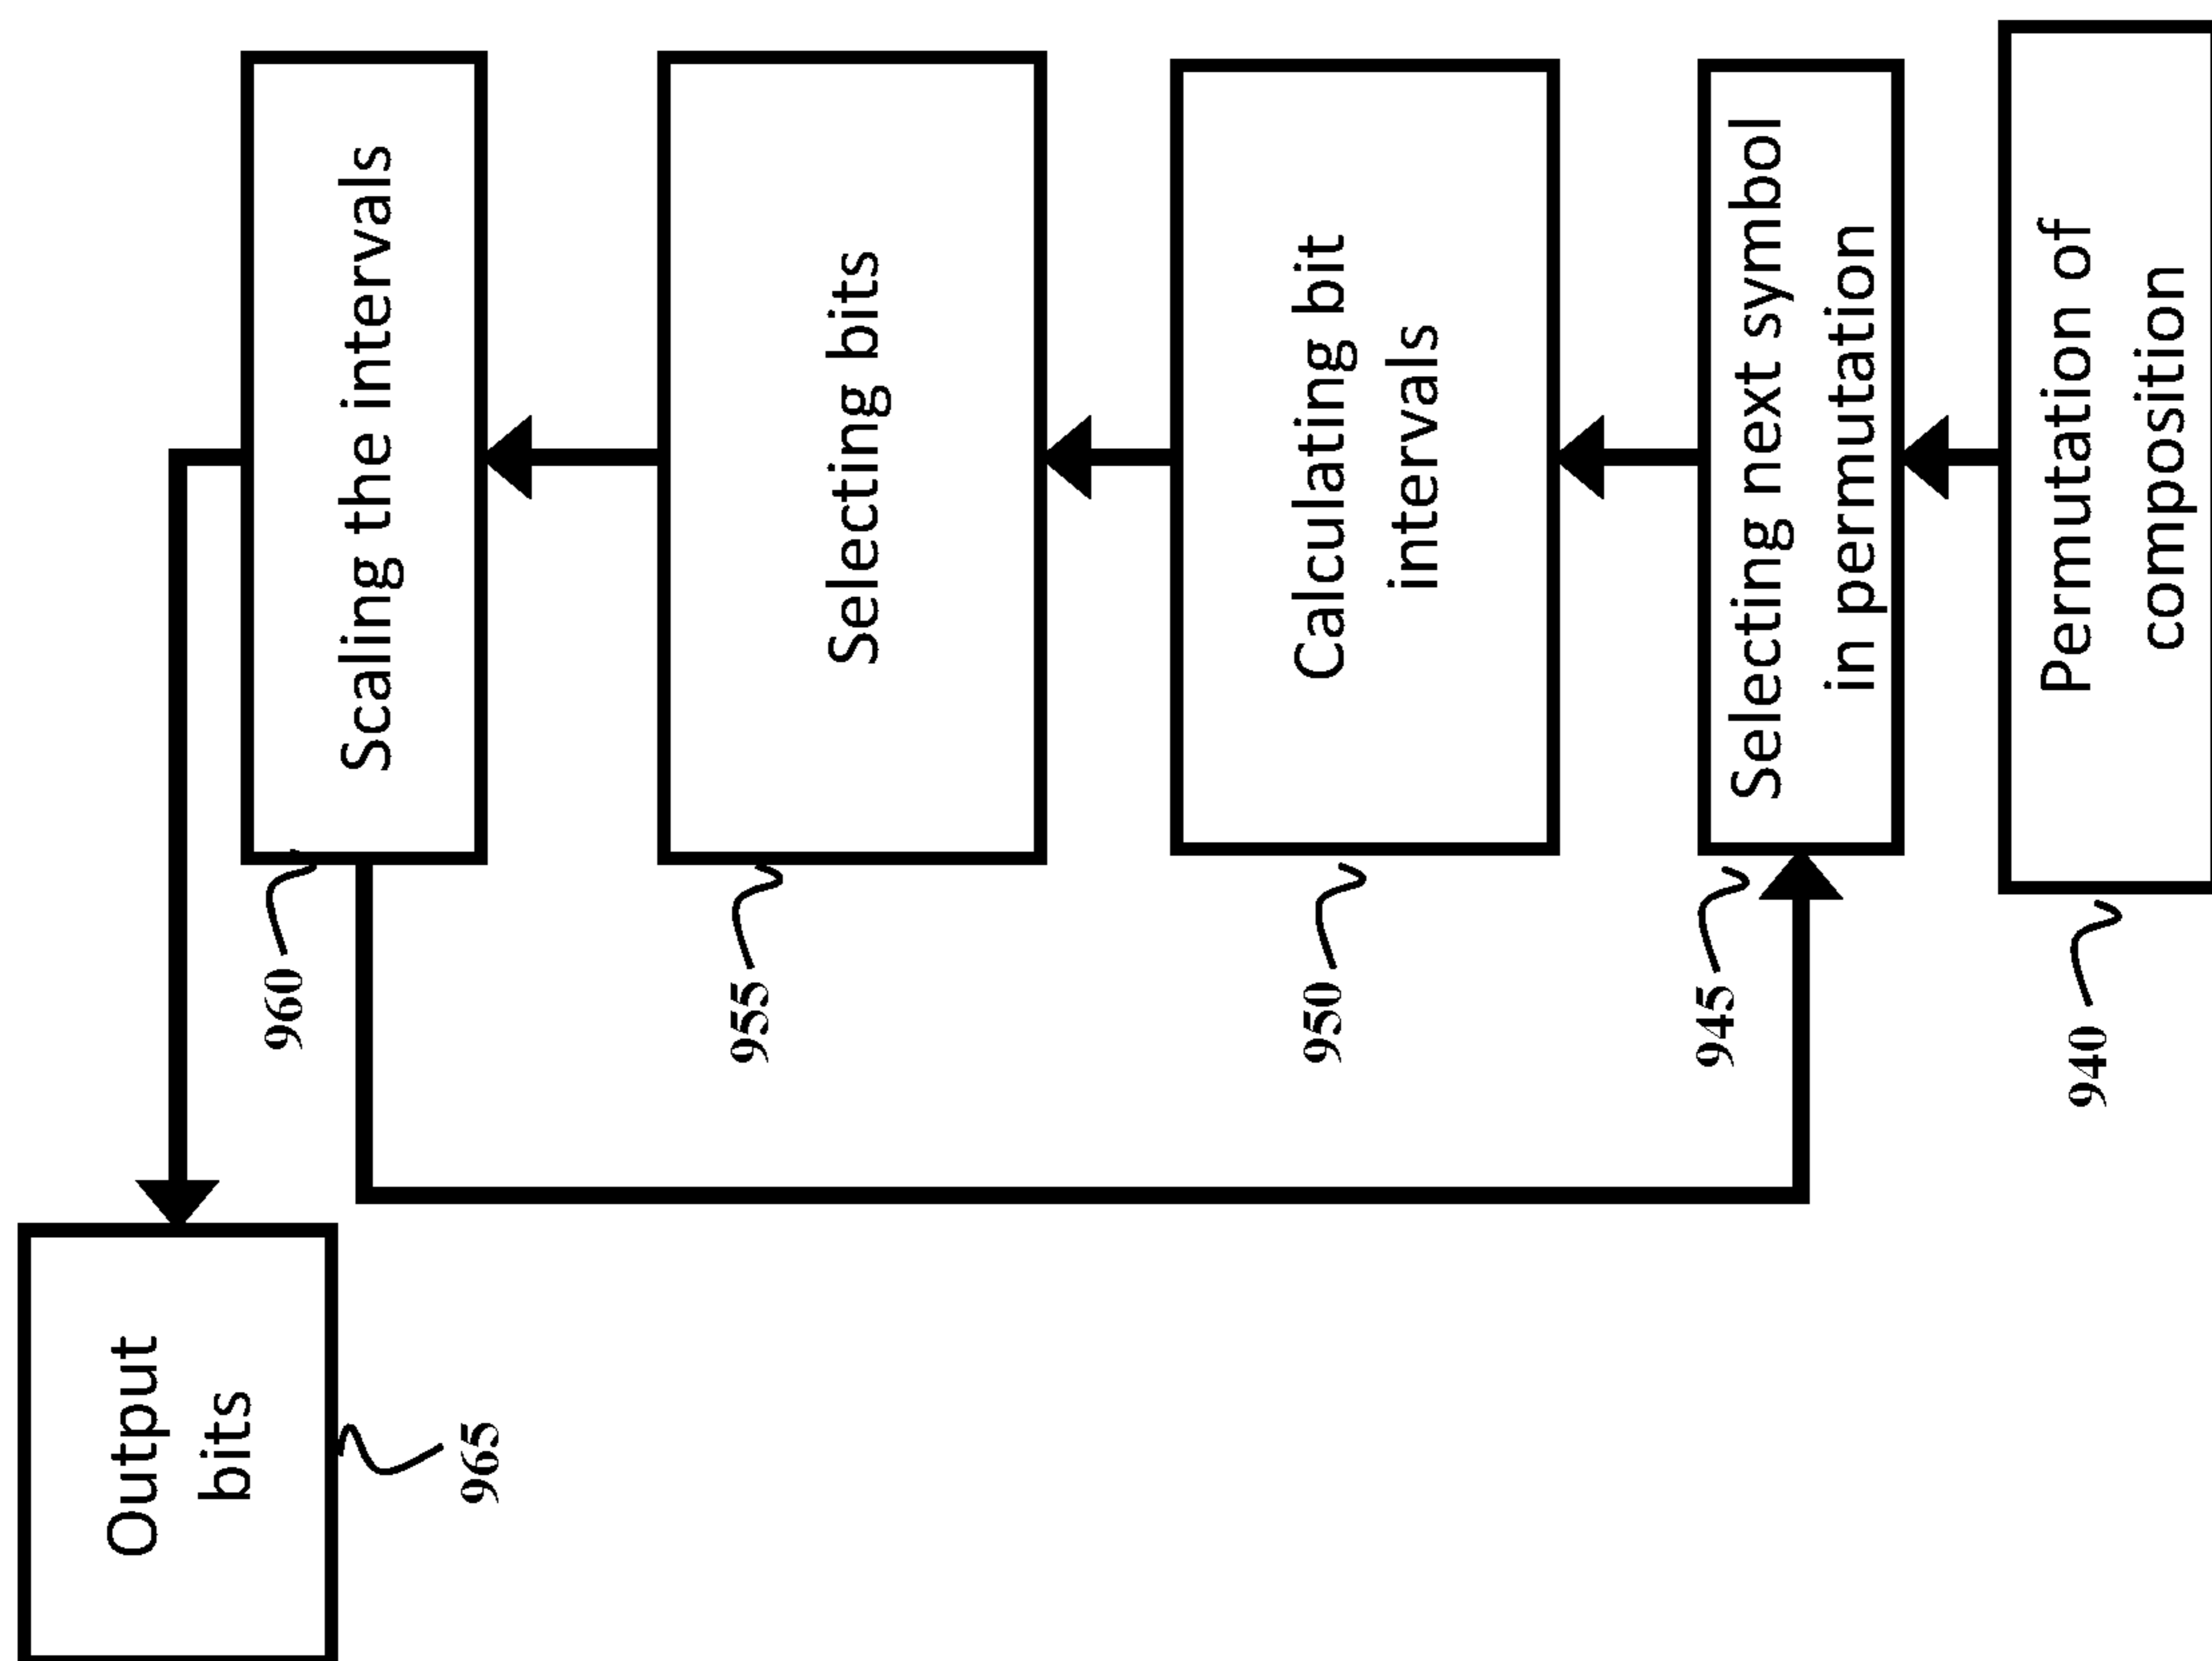 Permutation of
composition
940
Selecting next symbol
in permutation
945
Calculating bit
intervals
950
Selecting bits
955
Scaling the intervals
960
Output
bits
965